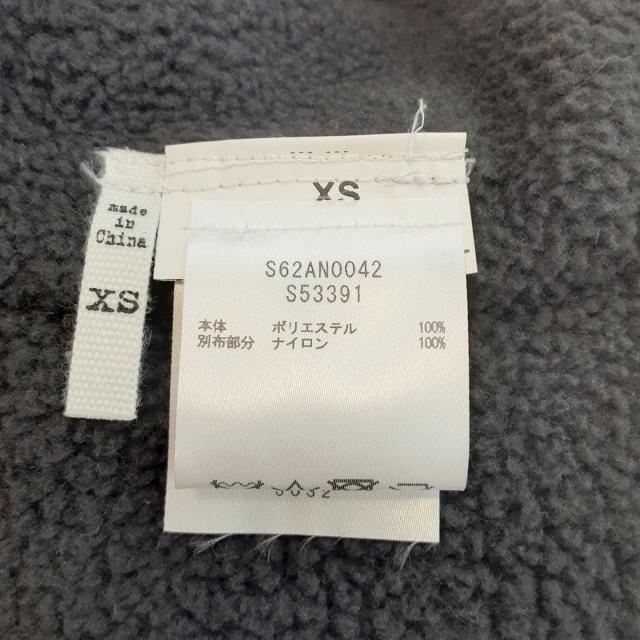 made
in
China
XS
XS
S62AN0042
S53391
本体 ポリエステル 100%
別布部分 ナイロン 100%